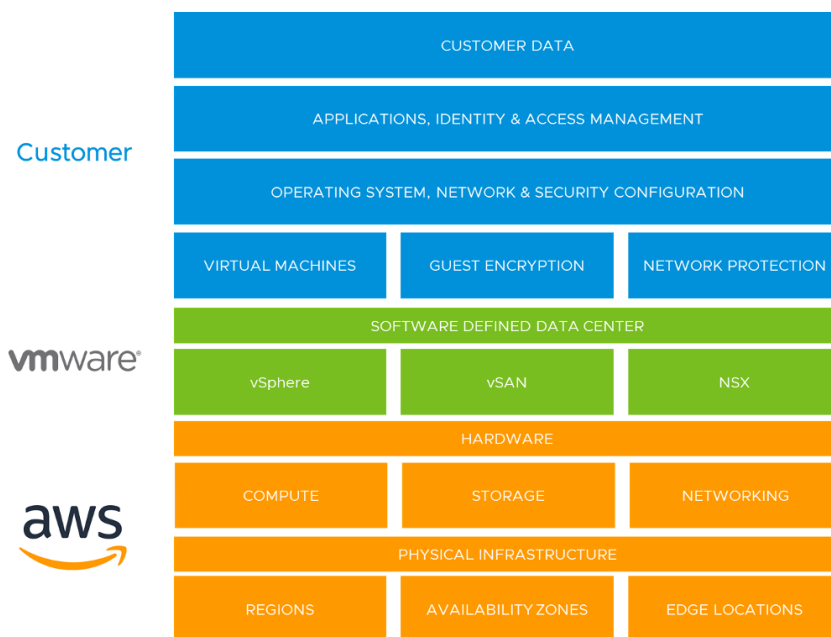 CUSTOMER DATA
APPLICATIONS, IDENTITY & ACCESS MANAGEMENT
Customer
OPERATING SYSTEM, NETWORK & SECURITY CONFIGURATION
VIRTUAL MACHINES
GUEST ENCRYPTION
NETWORK PROTECTION
SOFTWARE DEFINED DATA CENTER
vmware®
vSphere
vSAN
NSX
HARDWARE
COMPUTE
STORAGE
NETWORKING
aws
PHYSICAL INFRASTRUCTURE
REGIONS
AVAILABILITY ZONES
EDGE LOCATIONS